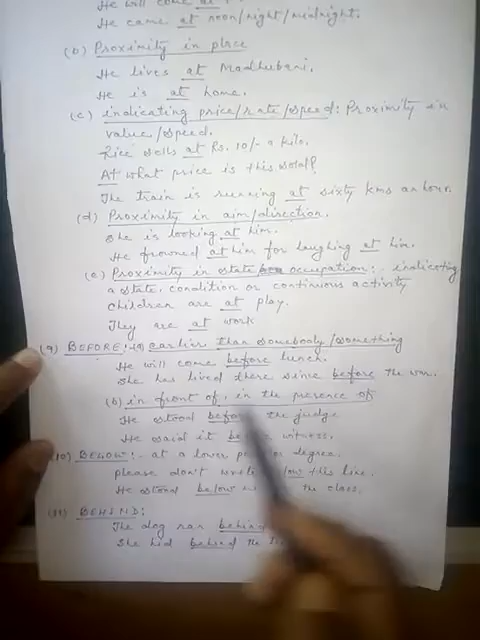 He will come at
He came at noon/night/midnight.
(b) Proximity in place
He lives at Madhubani.
He is at home.
(c) indicating price/rate/speed: Proximity in
value/speed.
Rice sells at Rs. 10/- a kilo.
At what price is this sold?
The train is running at sixty kms an hour.
(d) Proximity in aim/direction.
She is looking at him.
He frowned at him for laughing at him.
(e) Proximity in state occupation: indicating
a state, condition or continuous activity
Children are at play.
They are at work
(9) BEFORE: earlier than somebody/something
He will come before lunch.
She has lived there since before the war.
(b) in front of, in the presence of
He stood before the judge
He said it witness.
(10) BELOW:- at a lower degree.
please don't this line.
He stood below the class.
(11) BEHIND:
The dog ran behind
She hid behind the